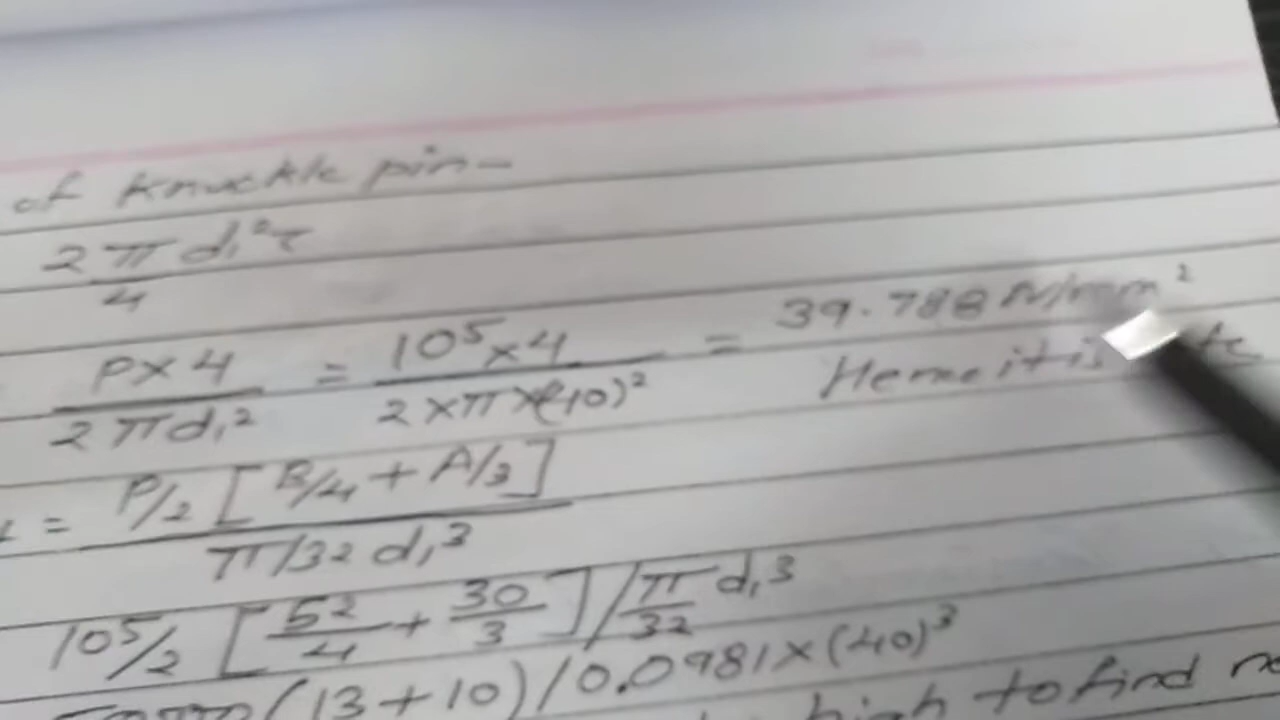 of Knuckle pin-
2 π/4 d₁²τ
P×4 / 2πd₁² = 10⁵×4 / 2×π×(40)² = 39.788 N/mm²
Hence it is
= P/2 [B/4 + A/3] / π/32 d₁³
10⁵/2 [52/4 + 30/3] / π/32 d₁³
(13+10)/0.0981×(40)³
high to find